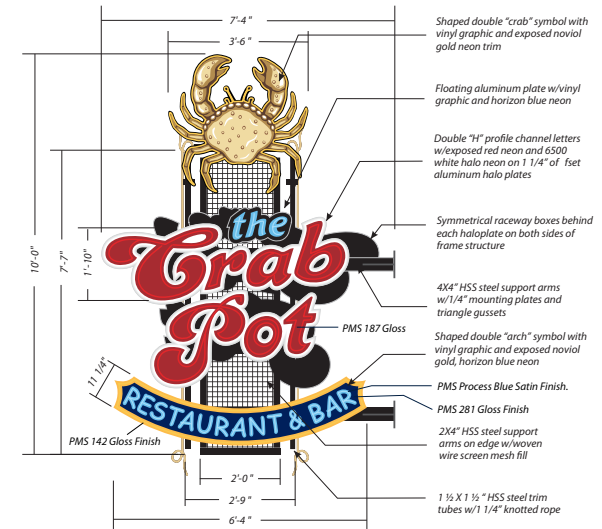 7'-4"
3'-6"
Shaped double “crab” symbol with
vinyl graphic and exposed noviol
gold neon trim
Floating aluminum plate w/vinyl
graphic and horizon blue neon
Double “H” profile channel letters
w/exposed red neon and 6500
white halo neon on 1 1/4” of fset
aluminum halo plates
Symmetrical raceway boxes behind
each haloplate on both sides of
frame structure
4X4” HSS steel support arms
w/1/4” mounting plates and
triangle gussets
10'-0"
7'-7"
1'-10"
the
Crab
Pot
PMS 187 Gloss
Shaped double “arch” symbol with
vinyl graphic and exposed noviol
gold, horizon blue neon
11 1/4"
RESTAURANT & BAR
PMS Process Blue Satin Finish.
PMS 281 Gloss Finish
PMS 142 Gloss Finish
2X4” HSS steel support
arms on edge w/woven
wire screen mesh fill
2'-0"
2'-9"
6'-4"
1 ½ X 1 ½ “ HSS steel trim
tubes w/1 1/4” knotted rope